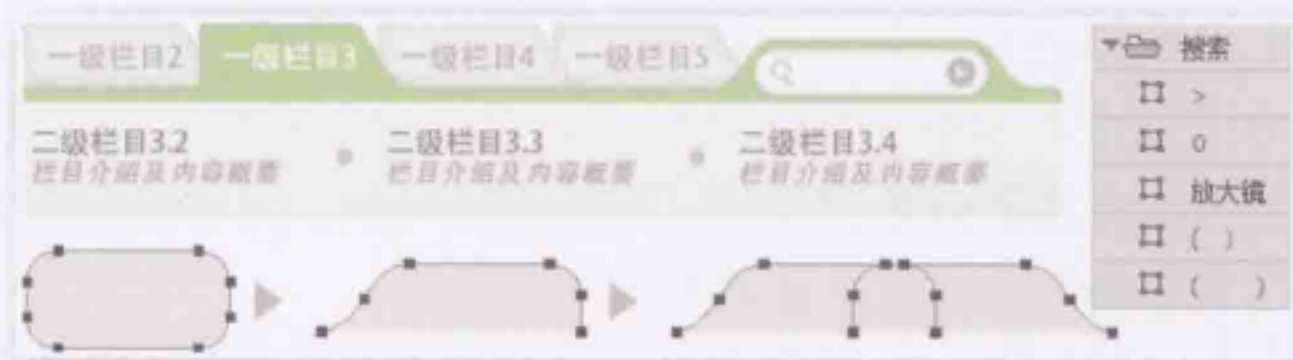 一级栏目2 一级栏目3 一级栏目4 一级栏目5
二级栏目3.2 二级栏目3.3 二级栏目3.4
栏目介绍及内容概要 栏目介绍及内容概要 栏目介绍及内容概要
搜索
>
0
放大镜
( )
( )